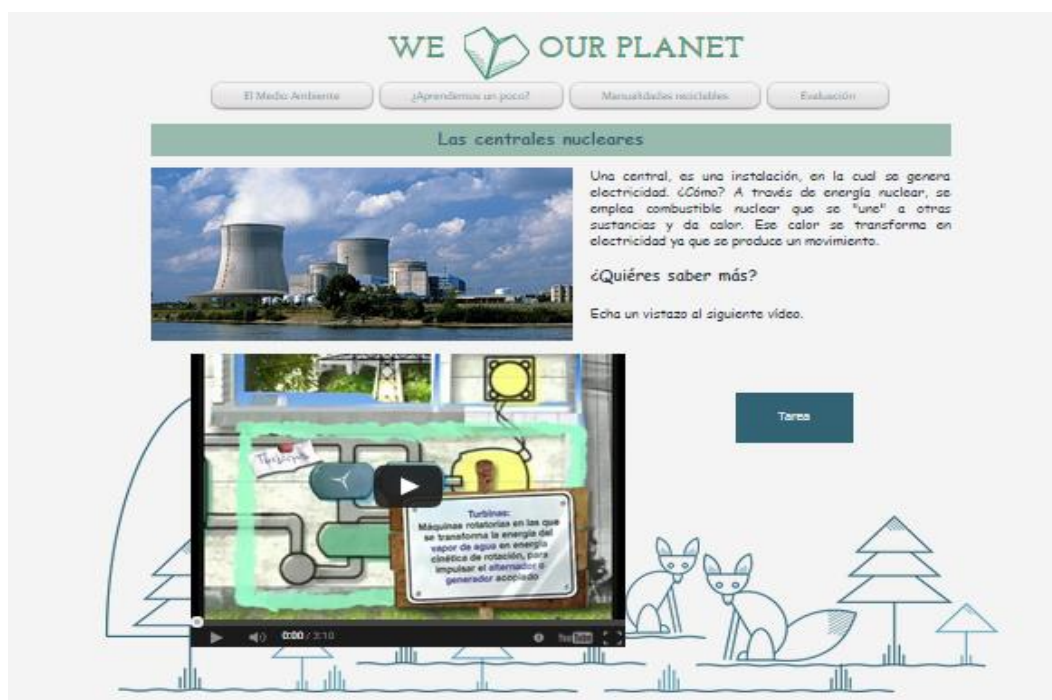 WE OUR PLANET
El Medio Ambiente
¿Aprendemos un poco?
Manualidades reciclables
Evaluación
Las centrales nucleares
Una central, es una instalación, en la cual se genera
electricidad. ¿Cómo? A través de energía nuclear, se
emplea combustible nuclear que se "une" a otras
sustancias y da calor. Ese calor se transforma en
electricidad ya que se produce un movimiento.
¿Quiéres saber más?
Echa un vistazo al siguiente vídeo.
Tarea
Turbinas:
Máquinas rotatorias en las que
se transforma la energía del
vapor de agua en energía
cinética de rotación, para
impulsar el alternador o
generador acoplado
0:00 / 3:10
YouTube